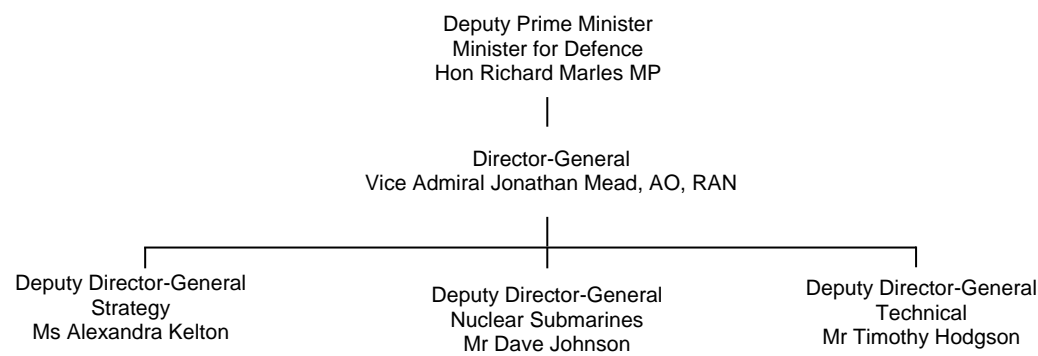 Deputy Prime Minister
Minister for Defence
Hon Richard Marles MP
Director-General
Vice Admiral Jonathan Mead, AO, RAN
Deputy Director-General
Strategy
Ms Alexandra Kelton
Deputy Director-General
Nuclear Submarines
Mr Dave Johnson
Deputy Director-General
Technical
Mr Timothy Hodgson